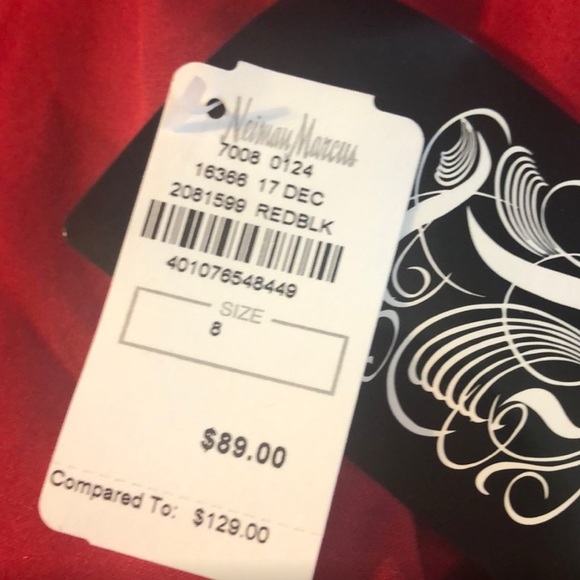 Neiman Marcus
7008 0124
16366 17 DEC
2081599 REDBLK
401076548449
SIZE
8
$89.00
Compared To: $129.00